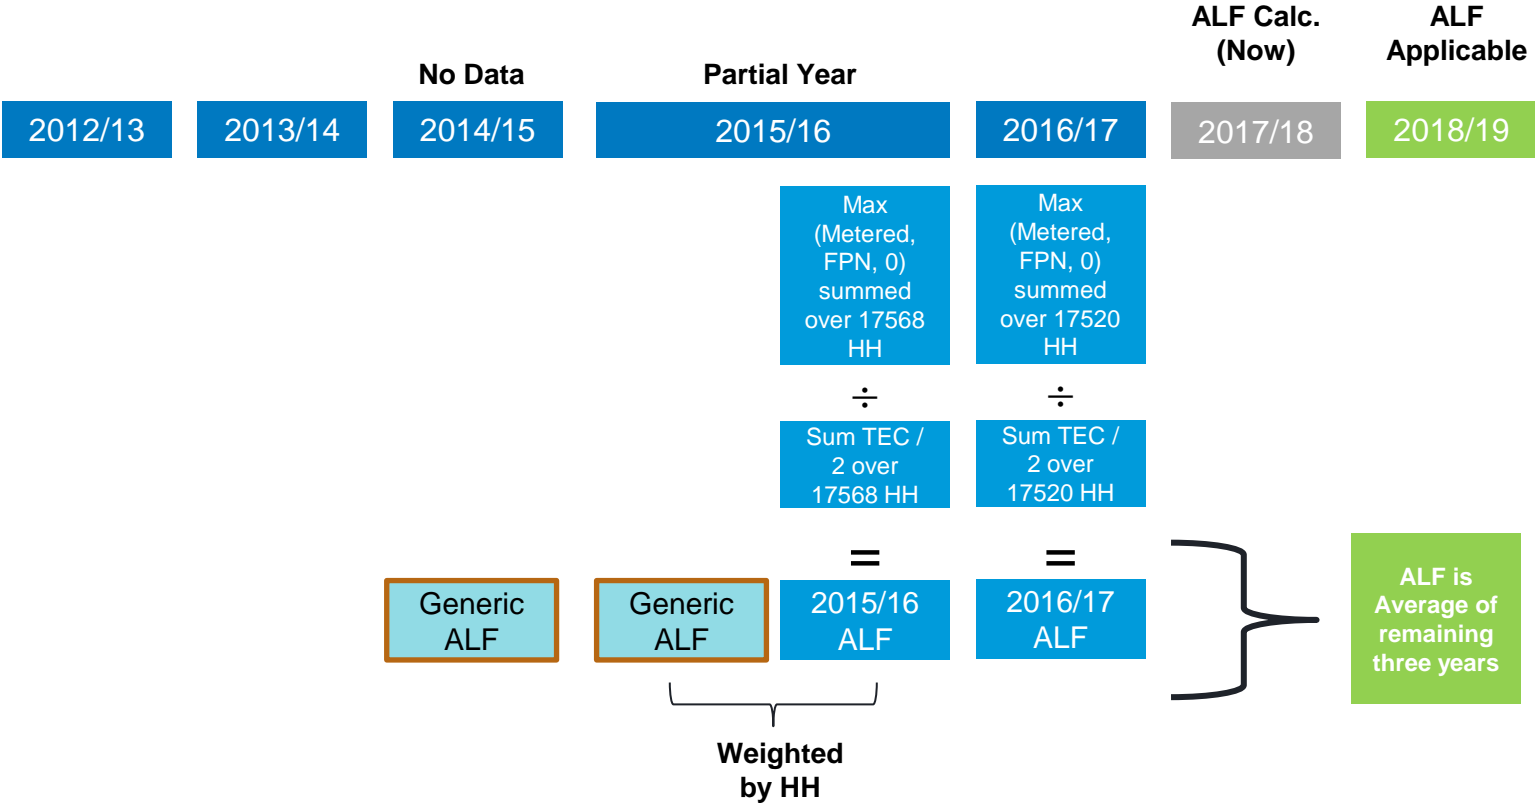 ALF Calc.
(Now)
ALF
Applicable
No Data
Partial Year
2012/13
2013/14
2014/15
2015/16
2016/17
2017/18
2018/19
Max
(Metered,
FPN, 0)
summed
over 17568
HH
Max
(Metered,
FPN, 0)
summed
over 17520
HH
÷
÷
Sum TEC /
2 over
17568 HH
Sum TEC /
2 over
17520 HH
=
=
Generic
ALF
Generic
ALF
2015/16
ALF
2016/17
ALF
ALF is
Average of
remaining
three years
Weighted
by HH